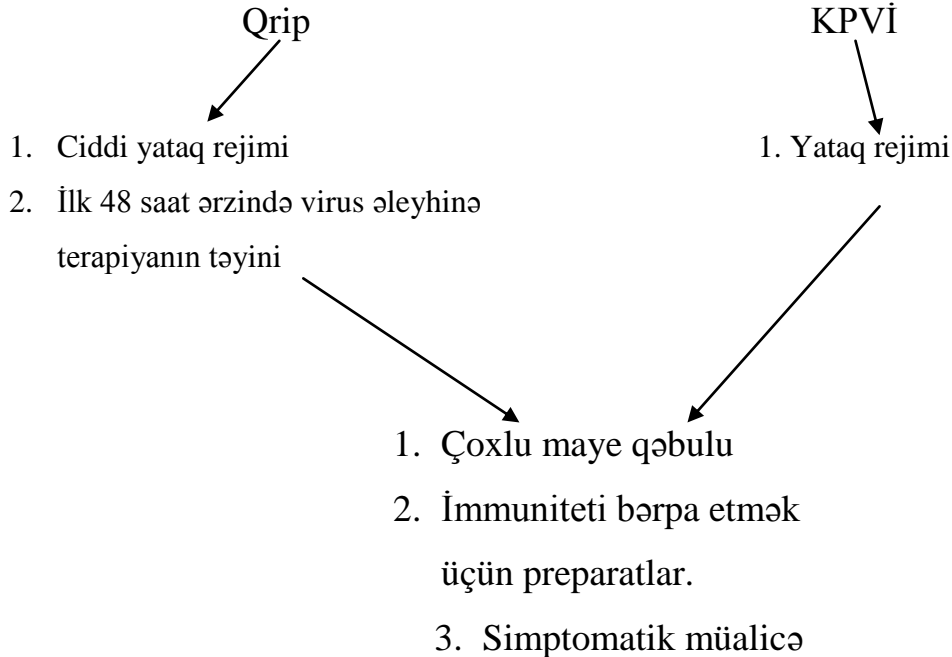 Qrip
KPVİ
1. Ciddi yataq rejimi
2. İlk 48 saat ərzində virus əleyhinə
terapiyanın təyini
1. Yataq rejimi
1. Çoxlu maye qəbulu
2. İmmuniteti bərpa etmək
üçün preparatlar.
3. Simptomatik müalicə